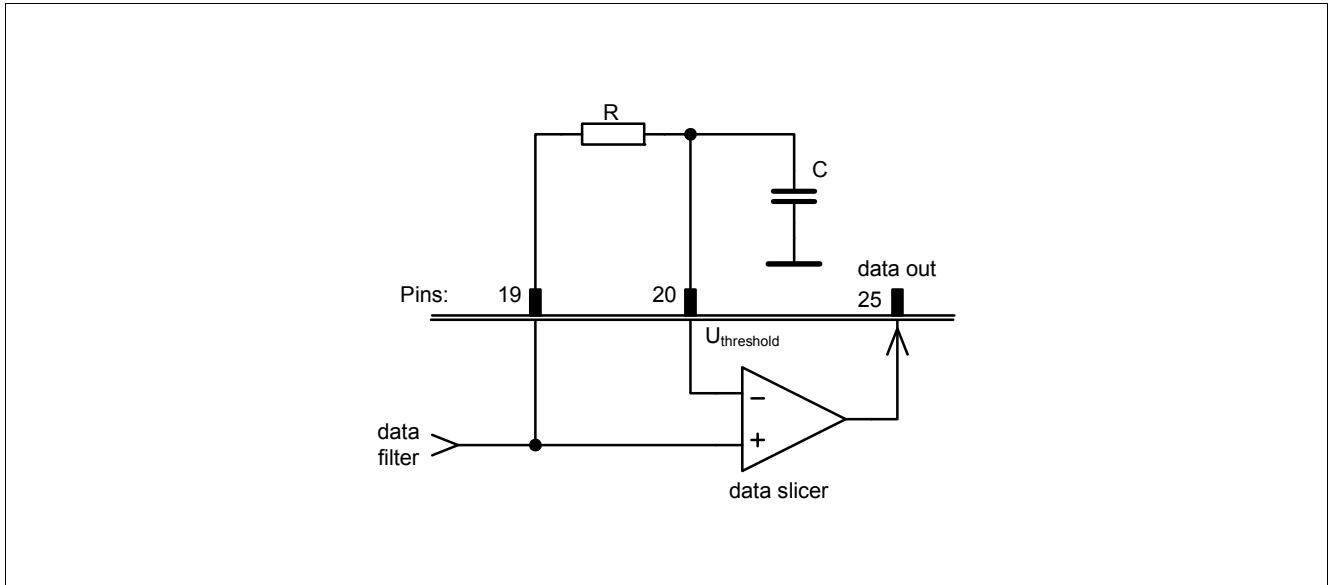 R
C
data out
Pins:
19
20
25
Uthreshold
−
+
data
filter
data slicer